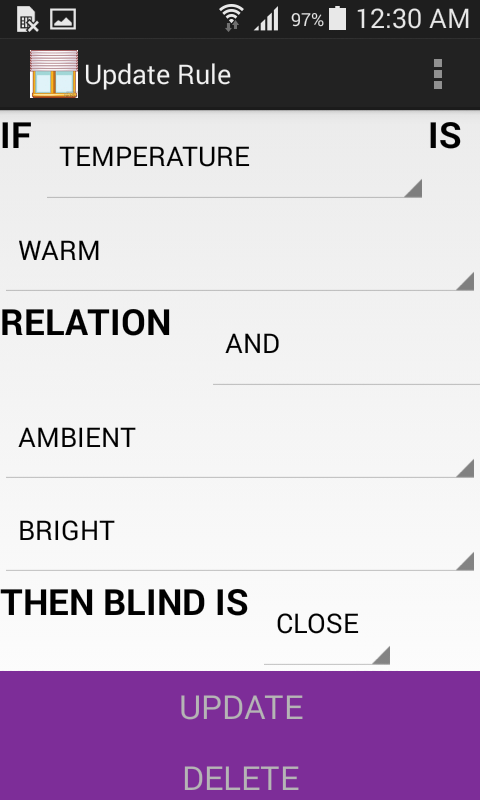 97% 12:30 AM
Update Rule
IF TEMPERATURE IS
WARM
RELATION AND
AMBIENT
BRIGHT
THEN BLIND IS CLOSE
UPDATE
DELETE